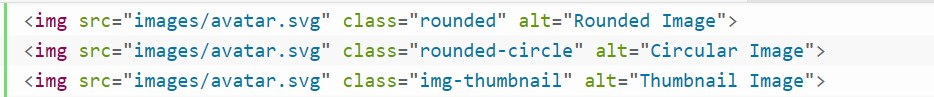 <img src="images/avatar.svg" class="rounded" alt="Rounded Image">
<img src="images/avatar.svg" class="rounded-circle" alt="Circular Image">
<img src="images/avatar.svg" class="img-thumbnail" alt="Thumbnail Image">